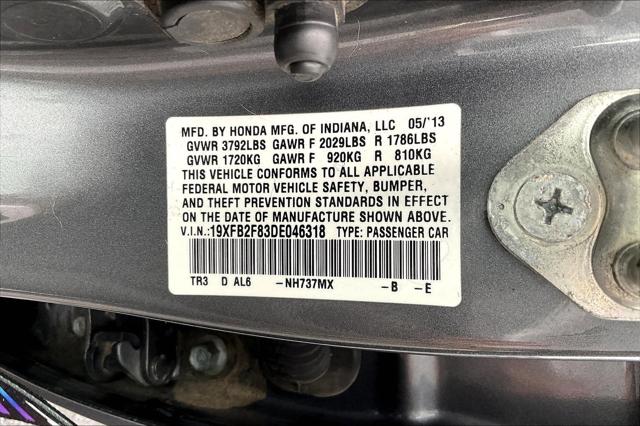 MFD. BY HONDA MFG. OF INDIANA, LLC 05/'13
GVWR 3792LBS GAWR F 2029LBS R 1786LBS
GVWR 1720KG GAWR F 920KG R 810KG
THIS VEHICLE CONFORMS TO ALL APPLICABLE
FEDERAL MOTOR VEHICLE SAFETY, BUMPER,
AND THEFT PREVENTION STANDARDS IN EFFECT
ON THE DATE OF MANUFACTURE SHOWN ABOVE.
V.I.N.:19XFB2F83DE046318 TYPE: PASSENGER CAR
TR3 D AL6 -NH737MX -B -E